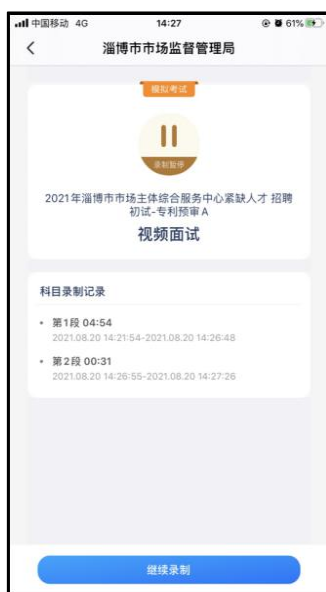 中国移动 4G 14:27 61%
淄博市市场监督管理局
模拟考试
录制暂停
2021年淄博市市场主体综合服务中心紧缺人才 招聘
初试-专利预审 A
视频面试
科目录制记录
第1段 04:54
2021.08.20 14:21:54-2021.08.20 14:26:48
第2段 00:31
2021.08.20 14:26:55-2021.08.20 14:27:26
继续录制